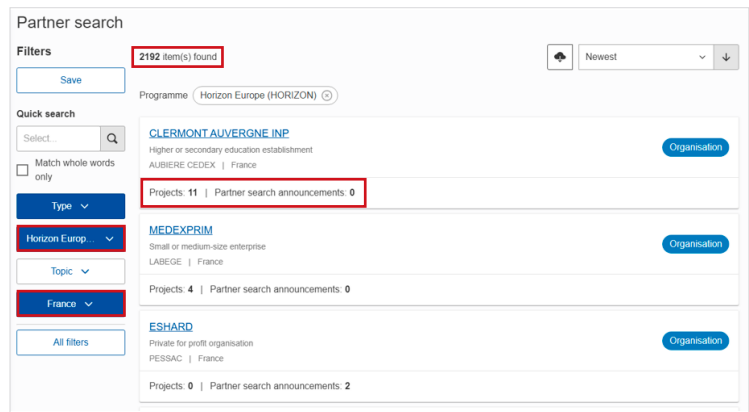 Partner search
Filters
2192 item(s) found
Newest
Save
Programme Horizon Europe (HORIZON)
Quick search
Select...
Match whole words only
Type
Horizon Europ...
Topic
France
All filters
CLERMONT AUVERGNE INP
Higher or secondary education establishment
AUBIERE CEDEX | France
Organisation
Projects: 11 | Partner search announcements: 0
MEDEXPRIM
Small or medium-size enterprise
LABEGE | France
Organisation
Projects: 4 | Partner search announcements: 0
ESHARD
Private for profit organisation
PESSAC | France
Organisation
Projects: 0 | Partner search announcements: 2